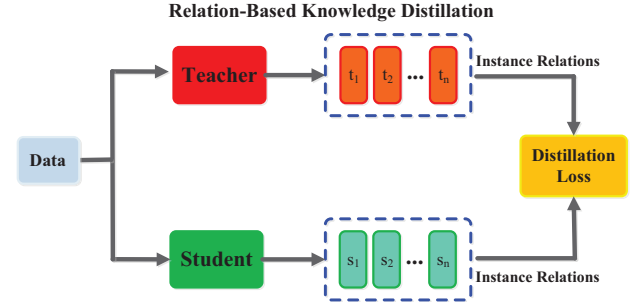 Relation-Based Knowledge Distillation
Teacher
t₁ t₂ ... tₙ
Instance Relations
Data
Distillation
Loss
Student
s₁ s₂ ... sₙ
Instance Relations